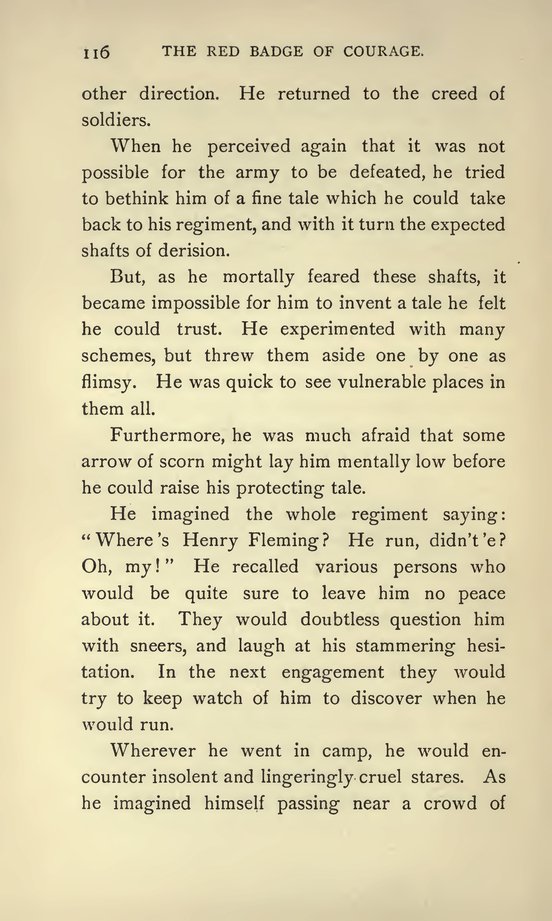 116 THE RED BADGE OF COURAGE.
other direction. He returned to the creed of
soldiers.
When he perceived again that it was not
possible for the army to be defeated, he tried
to bethink him of a fine tale which he could take
back to his regiment, and with it turn the expected
shafts of derision.
But, as he mortally feared these shafts, it
became impossible for him to invent a tale he felt
he could trust. He experimented with many
schemes, but threw them aside one by one as
flimsy. He was quick to see vulnerable places in
them all.
Furthermore, he was much afraid that some
arrow of scorn might lay him mentally low before
he could raise his protecting tale.
He imagined the whole regiment saying:
“Where's Henry Fleming? He run, didn't 'e?
Oh, my!” He recalled various persons who
would be quite sure to leave him no peace
about it. They would doubtless question him
with sneers, and laugh at his stammering hesi-
tation. In the next engagement they would
try to keep watch of him to discover when he
would run.
Wherever he went in camp, he would en-
counter insolent and lingeringly cruel stares. As
he imagined himself passing near a crowd of